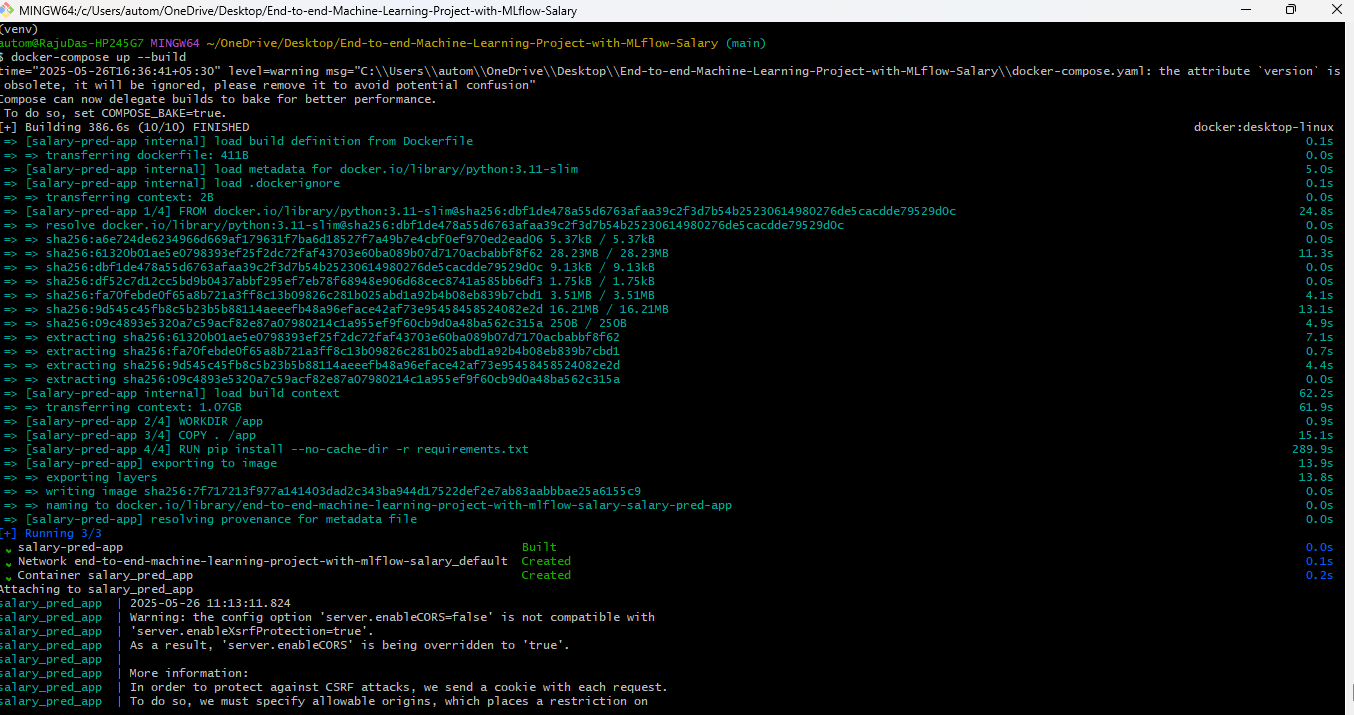 MINGW64:/c/Users/autom/OneDrive/Desktop/End-to-end-Machine-Learning-Project-with-MLflow-Salary
(venv)
autom@RajuDas-HP245G7 MINGW64 ~/OneDrive/Desktop/End-to-end-Machine-Learning-Project-with-MLflow-Salary (main)
$ docker-compose up --build
time="2025-05-26T16:36:41+05:30" level=warning msg="C:\\Users\\autom\\OneDrive\\Desktop\\End-to-end-Machine-Learning-Project-with-MLflow-Salary\\docker-compose.yaml: the attribute `version` is
obsolete, it will be ignored, please remove it to avoid potential confusion"
Compose can now delegate builds to bake for better performance.
To do so, set COMPOSE_BAKE=true.
[+] Building 386.6s (10/10) FINISHED docker:desktop-linux
=> [salary-pred-app internal] load build definition from Dockerfile 0.1s
=> => transferring dockerfile: 411B 0.0s
=> [salary-pred-app internal] load metadata for docker.io/library/python:3.11-slim 5.0s
=> [salary-pred-app internal] load .dockerignore 0.1s
=> => transferring context: 2B 0.0s
=> [salary-pred-app 1/4] FROM docker.io/library/python:3.11-slim@sha256:dbf1de478a55d6763afaa39c2f3d7b54b25230614980276de5cacdde79529d0c 24.8s
=> => resolve docker.io/library/python:3.11-slim@sha256:dbf1de478a55d6763afaa39c2f3d7b54b25230614980276de5cacdde79529d0c 0.0s
=> => sha256:a6e724de6234966d669af179631f7ba6d18527f7a49b7e4cbf0ef970ed2ead06 5.37kB / 5.37kB 0.0s
=> => sha256:61320b01ae5e0798393ef25f2dc72faf43703e60ba089b07d7170acbabbf8f62 28.23MB / 28.23MB 11.3s
=> => sha256:dbf1de478a55d6763afaa39c2f3d7b54b25230614980276de5cacdde79529d0c 9.13kB / 9.13kB 0.0s
=> => sha256:df52c7d12cc5bd9b0437abbf295ef7eb78f68948e906d68cec8741a585bb6df3 1.75kB / 1.75kB 0.0s
=> => sha256:fa70febde0f65a8b721a3ff8c13b09826c281b025abd1a92b4b08eb839b7cbd1 3.51MB / 3.51MB 4.1s
=> => sha256:9d545c45fb8c5b23b5b88114aeeefb48a96eface42af73e95458458524082e2d 16.21MB / 16.21MB 13.1s
=> => sha256:09c4893e5320a7c59acf82e87a07980214c1a955ef9f60cb9d0a48ba562c315a 250B / 250B 4.9s
=> => extracting sha256:61320b01ae5e0798393ef25f2dc72faf43703e60ba089b07d7170acbabbf8f62 7.1s
=> => extracting sha256:fa70febde0f65a8b721a3ff8c13b09826c281b025abd1a92b4b08eb839b7cbd1 0.7s
=> => extracting sha256:9d545c45fb8c5b23b5b88114aeeefb48a96eface42af73e95458458524082e2d 4.4s
=> => extracting sha256:09c4893e5320a7c59acf82e87a07980214c1a955ef9f60cb9d0a48ba562c315a 0.0s
=> [salary-pred-app internal] load build context 62.2s
=> => transferring context: 1.07GB 61.9s
=> [salary-pred-app 2/4] WORKDIR /app 0.9s
=> [salary-pred-app 3/4] COPY . /app 15.1s
=> [salary-pred-app 4/4] RUN pip install --no-cache-dir -r requirements.txt 289.9s
=> [salary-pred-app] exporting to image 13.9s
=> => exporting layers 13.8s
=> => writing image sha256:7f717213f977a141403dad2c343ba944d17522def2e7ab83aabbbae25a6155c9 0.0s
=> => naming to docker.io/library/end-to-end-machine-learning-project-with-mlflow-salary-salary-pred-app 0.0s
=> [salary-pred-app] resolving provenance for metadata file 0.0s
[+] Running 3/3
salary-pred-app Built 0.0s
Network end-to-end-machine-learning-project-with-mlflow-salary_default Created 0.1s
Container salary_pred_app Created 0.2s
Attaching to salary_pred_app
salary_pred_app | 2025-05-26 11:13:11.824
salary_pred_app | Warning: the config option 'server.enableCORS=false' is not compatible with
salary_pred_app | 'server.enableXsrfProtection=true'.
salary_pred_app | As a result, 'server.enableCORS' is being overridden to 'true'.
salary_pred_app |
salary_pred_app | More information:
salary_pred_app | In order to protect against CSRF attacks, we send a cookie with each request.
salary_pred_app | To do so, we must specify allowable origins, which places a restriction on